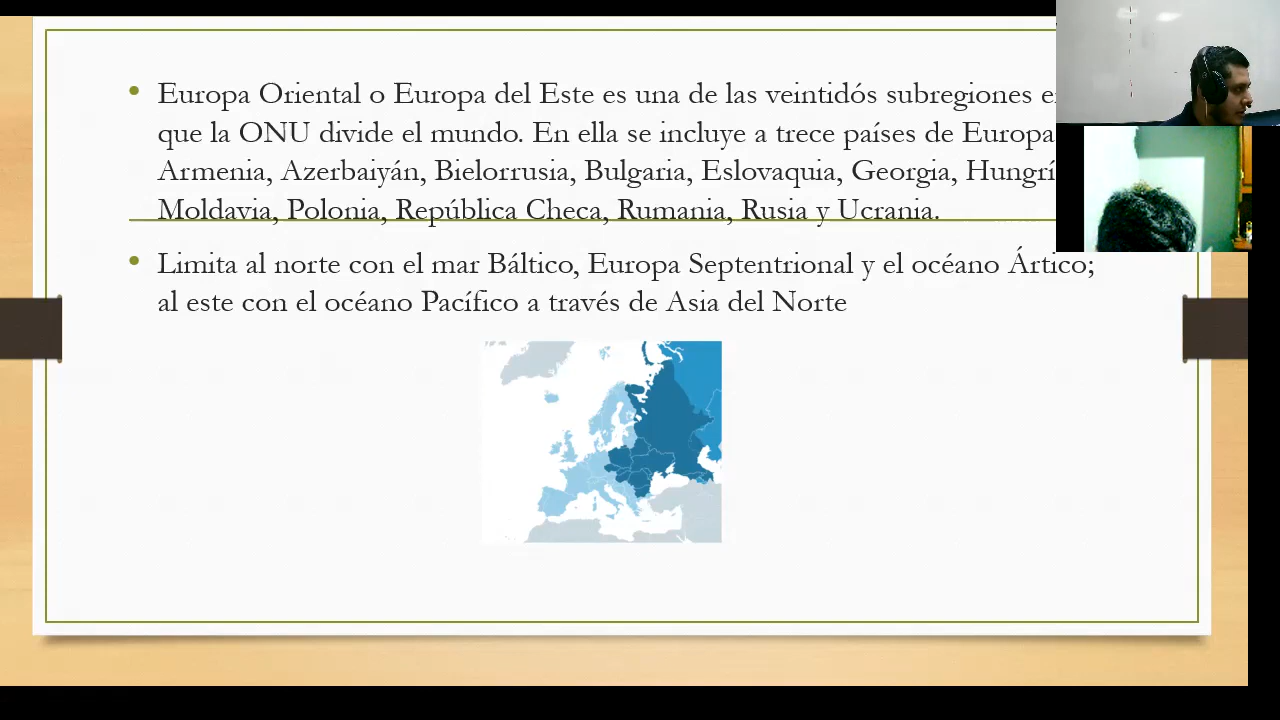 • Europa Oriental o Europa del Este es una de las veintidós subregiones
que la ONU divide el mundo. En ella se incluye a trece países de Europa
Armenia, Azerbaiyán, Bielorrusia, Bulgaria, Eslovaquia, Georgia,
Moldavia, Polonia, República Checa, Rumania, Rusia y Ucrania.
• Limita al norte con el mar Báltico, Europa Septentrional y el océano Ártico;
al este con el océano Pacífico a través de Asia del Norte